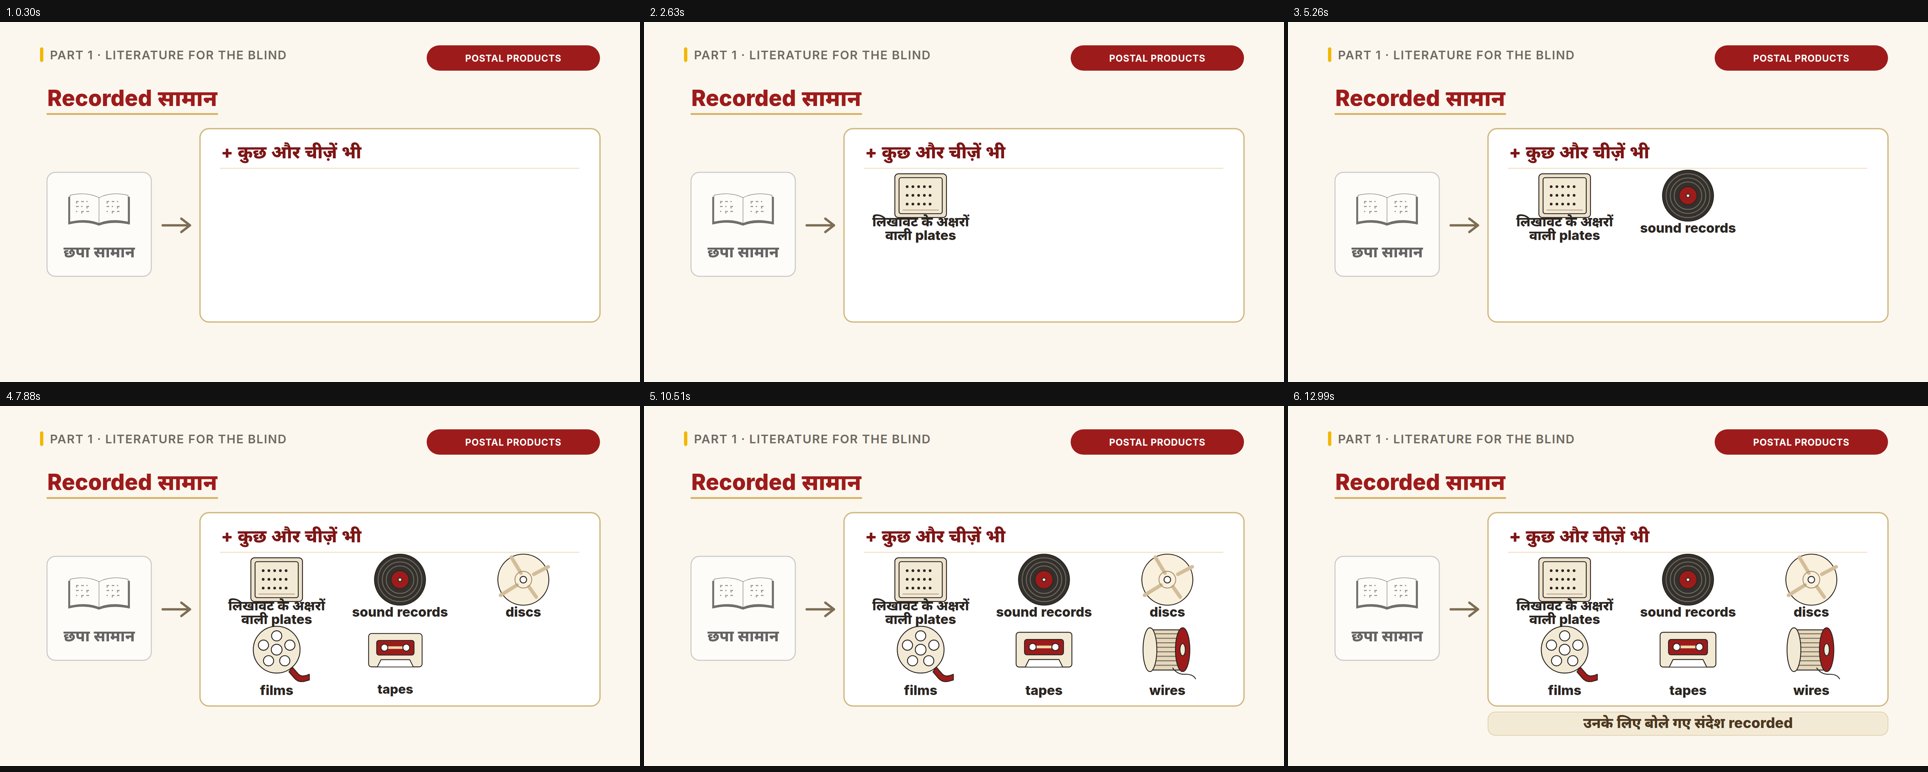 1. 0.30s
PART 1 · LITERATURE FOR THE BLIND
POSTAL PRODUCTS
Recorded सामान
+ कुछ और चीज़ें भी
छपा सामान
2. 2.63s
PART 1 · LITERATURE FOR THE BLIND
POSTAL PRODUCTS
Recorded सामान
+ कुछ और चीज़ें भी
लिखावट के अक्षरों
वाली plates
छपा सामान
3. 5.26s
PART 1 · LITERATURE FOR THE BLIND
POSTAL PRODUCTS
Recorded सामान
+ कुछ और चीज़ें भी
लिखावट के अक्षरों
वाली plates
sound records
छपा सामान
4. 7.88s
PART 1 · LITERATURE FOR THE BLIND
POSTAL PRODUCTS
Recorded सामान
+ कुछ और चीज़ें भी
लिखावट के अक्षरों
वाली plates
sound records
discs
छपा सामान
films
tapes
5. 10.51s
PART 1 · LITERATURE FOR THE BLIND
POSTAL PRODUCTS
Recorded सामान
+ कुछ और चीज़ें भी
लिखावट के अक्षरों
वाली plates
sound records
discs
छपा सामान
films
tapes
wires
6. 12.99s
PART 1 · LITERATURE FOR THE BLIND
POSTAL PRODUCTS
Recorded सामान
+ कुछ और चीज़ें भी
लिखावट के अक्षरों
वाली plates
sound records
discs
छपा सामान
films
tapes
wires
उनके लिए बोले गए संदेश recorded